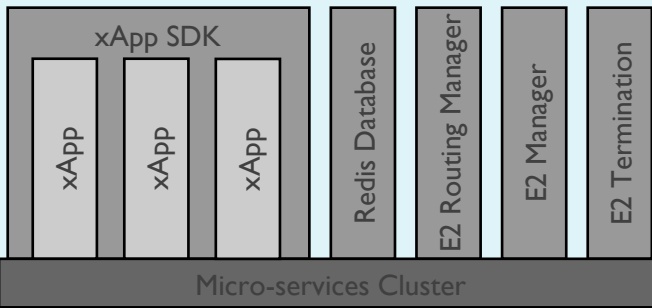 xApp SDK
xApp
xApp
xApp
Redis Database
E2 Routing Manager
E2 Manager
E2 Termination
Micro-services Cluster